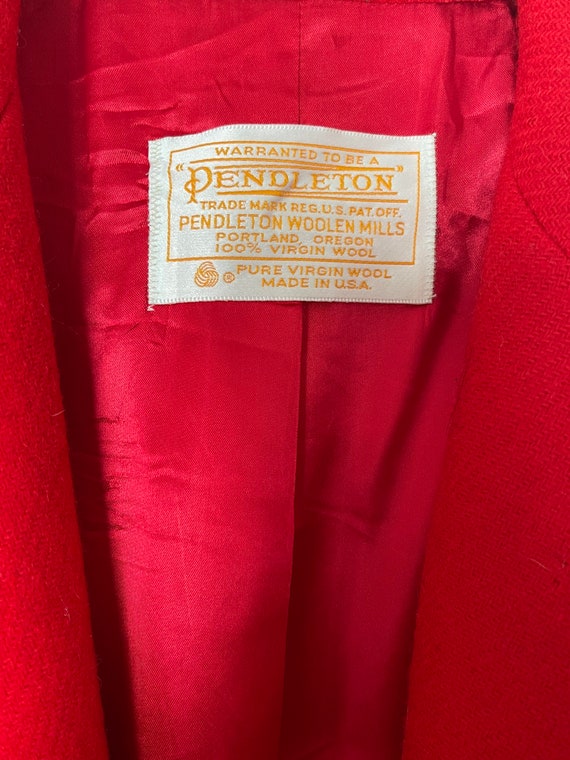 WARRANTED TO BE A
"PENDLETON"
TRADE MARK REG. U.S. PAT. OFF.
PENDLETON WOOLEN MILLS
PORTLAND, OREGON
100% VIRGIN WOOL
® PURE VIRGIN WOOL
MADE IN U.S.A.